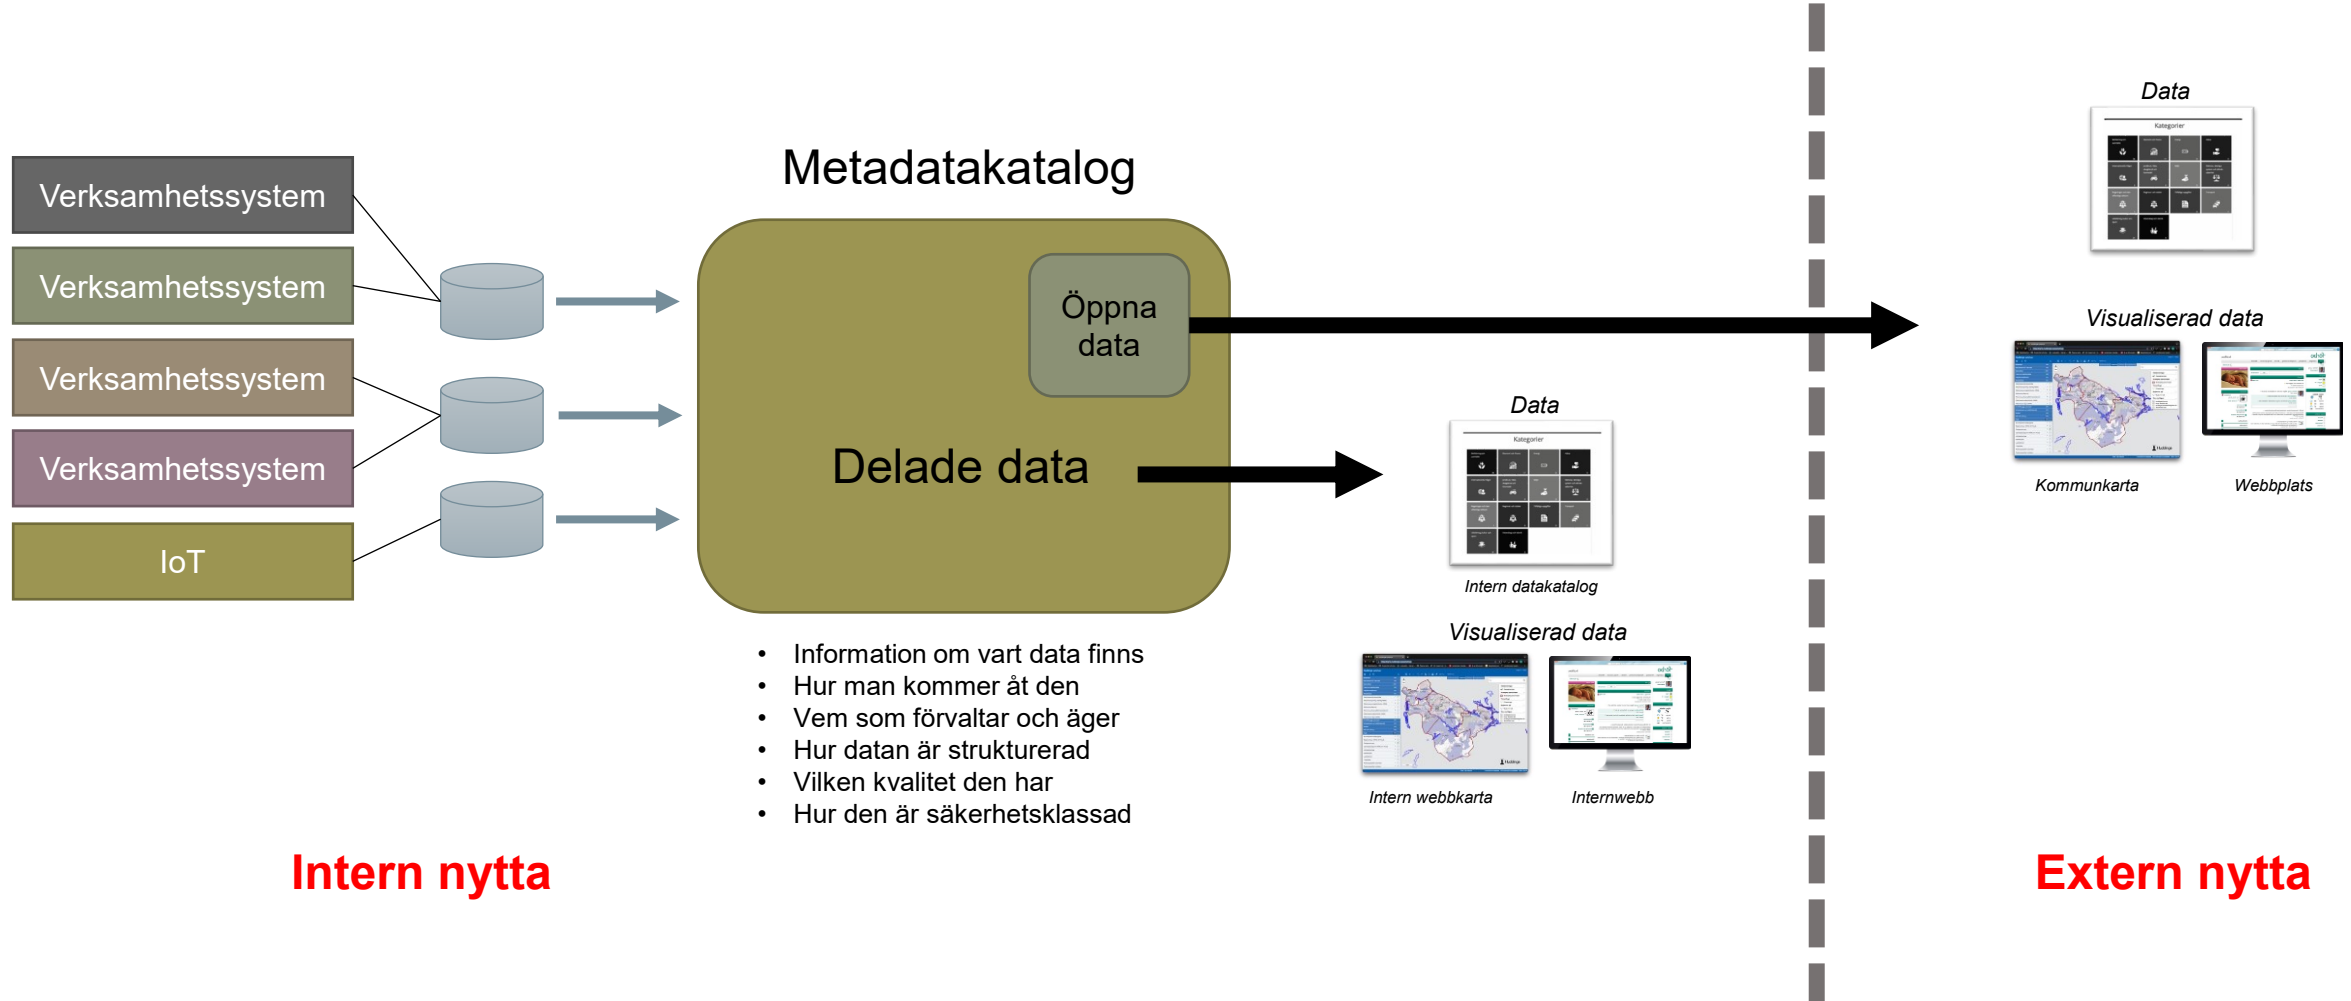 Verksamhetssystem
Verksamhetssystem
Verksamhetssystem
Verksamhetssystem
IoT
Metadatakatalog
Öppna
data
Delade data
• Information om vart data finns
• Hur man kommer åt den
• Vem som förvaltar och äger
• Hur datan är strukturerad
• Vilken kvalitet den har
• Hur den är säkerhetsklassad
Data
Kategorier
Intern datakatalog
Visualiserad data
Huddinge
Intern webbkarta
Internwebb
Data
Kategorier
Visualiserad data
Huddinge
Kommunkarta
Webbplats
Intern nytta
Extern nytta